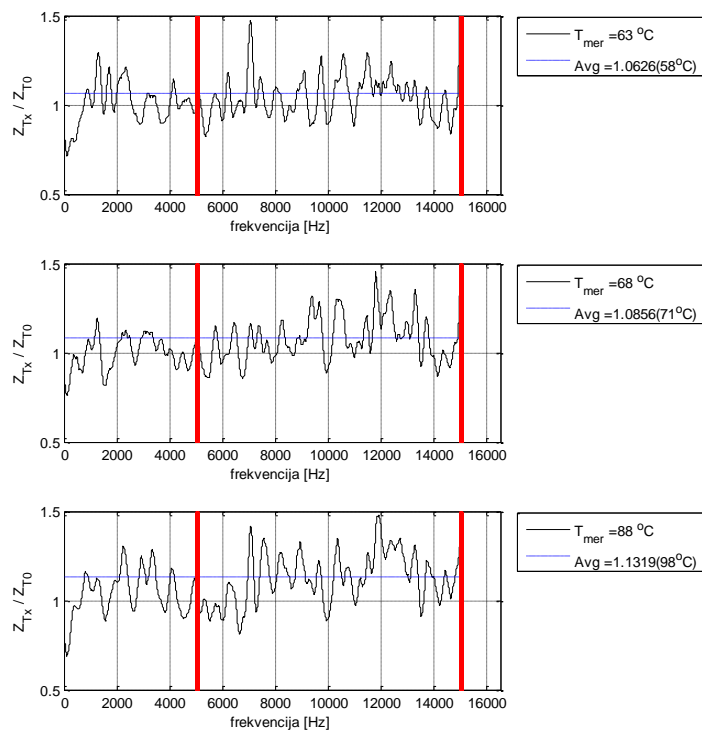 1.5
1
0.5
Z_Tx / Z_T0
0 2000 4000 6000 8000 10000 12000 14000 16000
frekvencija [Hz]
T_mer =63 °C
Avg =1.0626(58°C)
1.5
1
0.5
Z_Tx / Z_T0
0 2000 4000 6000 8000 10000 12000 14000 16000
frekvencija [Hz]
T_mer =68 °C
Avg =1.0856(71°C)
1.5
1
0.5
Z_Tx / Z_T0
0 2000 4000 6000 8000 10000 12000 14000 16000
frekvencija [Hz]
T_mer =88 °C
Avg =1.1319(98°C)